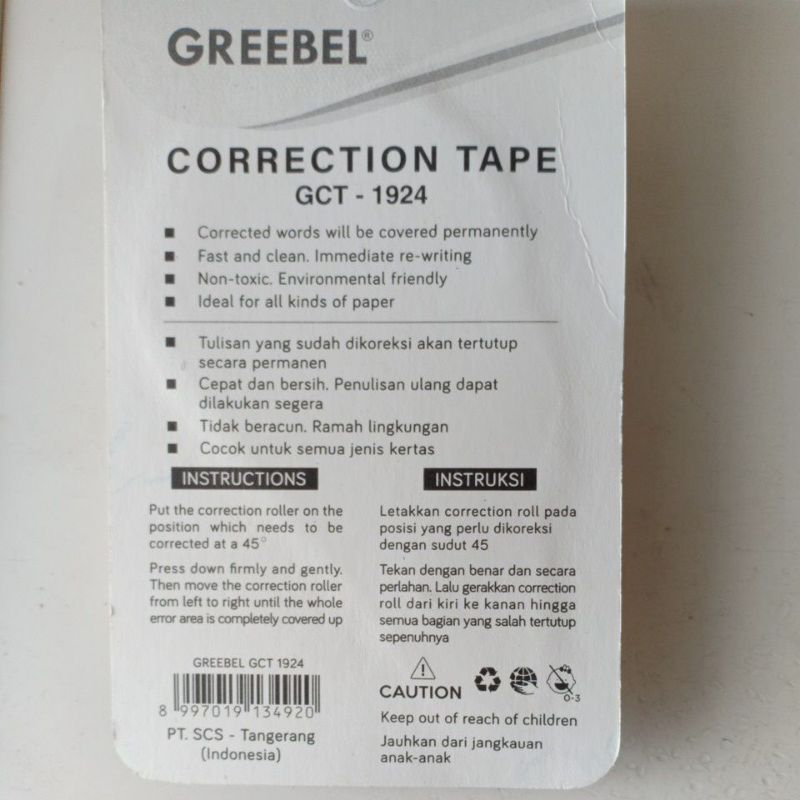 GREEBEL®
CORRECTION TAPE
GCT - 1924
■ Corrected words will be covered permanently
■ Fast and clean. Immediate re-writing
■ Non-toxic. Environmental friendly
■ Ideal for all kinds of paper
■ Tulisan yang sudah dikoreksi akan tertutup
secara permanen
■ Cepat dan bersih. Penulisan ulang dapat
dilakukan segera
■ Tidak beracun. Ramah lingkungan
■ Cocok untuk semua jenis kertas
INSTRUCTIONS
Put the correction roller on the
position which needs to be
corrected at a 45°
Press down firmly and gently.
Then move the correction roller
from left to right until the whole
error area is completely covered up
INSTRUKSI
Letakkan correction roll pada
posisi yang perlu dikoreksi
dengan sudut 45
Tekan dengan benar dan secara
perlahan. Lalu gerakkan correction
roll dari kiri ke kanan hingga
semua bagian yang salah tertutup
sepenuhnya
GREEBEL GCT 1924
8 997019 134920
PT. SCS - Tangerang
(Indonesia)
CAUTION
0-3
Keep out of reach of children
Jauhkan dari jangkauan
anak-anak